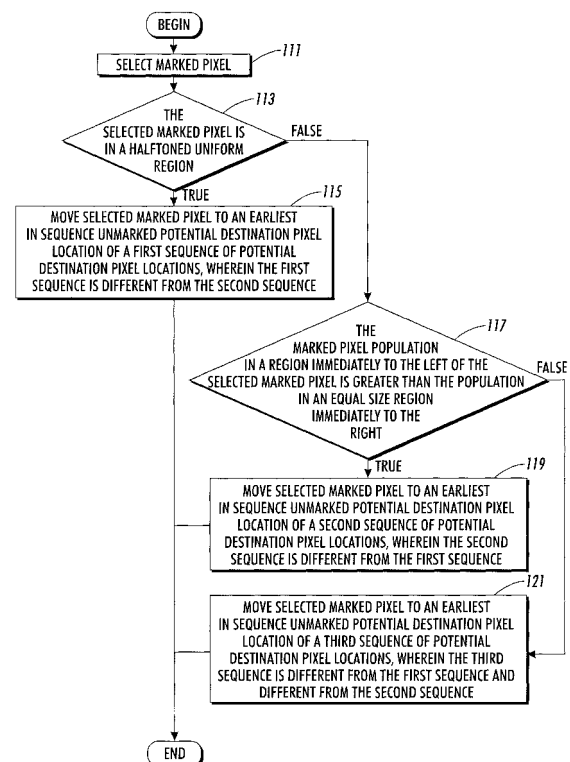 BEGIN
111
SELECT MARKED PIXEL
113
THE
SELECTED MARKED PIXEL IS
IN A HALFTONED UNIFORM
REGION
FALSE
TRUE
115
MOVE SELECTED MARKED PIXEL TO AN EARLIEST
IN SEQUENCE UNMARKED POTENTIAL DESTINATION PIXEL
LOCATION OF A FIRST SEQUENCE OF POTENTIAL
DESTINATION PIXEL LOCATIONS, WHEREIN THE FIRST
SEQUENCE IS DIFFERENT FROM THE SECOND SEQUENCE
117
THE
MARKED PIXEL POPULATION
IN A REGION IMMEDIATELY TO THE LEFT OF THE
SELECTED MARKED PIXEL IS GREATER THAN THE POPULATION
IN AN EQUAL SIZE REGION
IMMEDIATELY TO THE
RIGHT
FALSE
TRUE
119
MOVE SELECTED MARKED PIXEL TO AN EARLIEST
IN SEQUENCE UNMARKED POTENTIAL DESTINATION PIXEL
LOCATION OF A SECOND SEQUENCE OF POTENTIAL
DESTINATION PIXEL LOCATIONS, WHEREIN THE SECOND
SEQUENCE IS DIFFERENT FROM THE FIRST SEQUENCE
121
MOVE SELECTED MARKED PIXEL TO AN EARLIEST
IN SEQUENCE UNMARKED POTENTIAL DESTINATION PIXEL
LOCATION OF A THIRD SEQUENCE OF POTENTIAL
DESTINATION PIXEL LOCATIONS, WHEREIN THE THIRD
SEQUENCE IS DIFFERENT FROM THE FIRST SEQUENCE AND
DIFFERENT FROM THE SECOND SEQUENCE
END